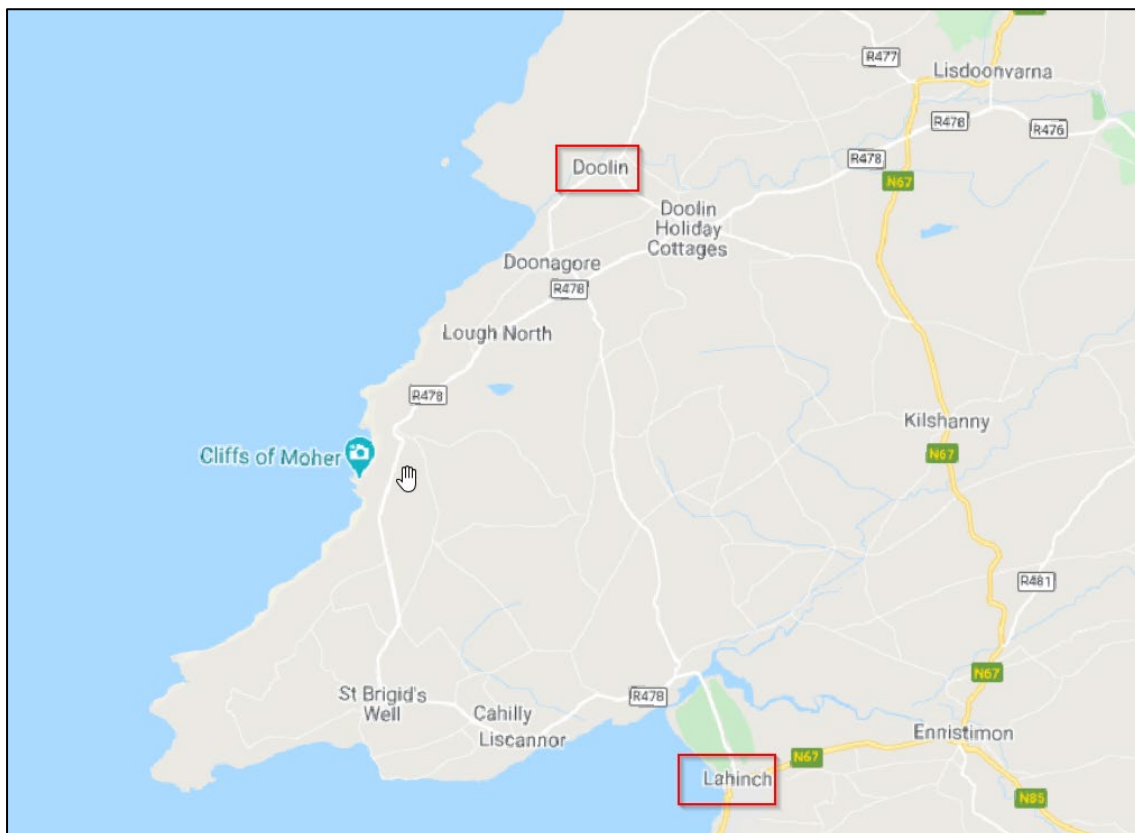 R477
Lisdoonvarna
R478
R476
Doolin
R478
N67
Doolin
Holiday
Cottages
Doonagore
R478
Lough North
R478
Kilshanny
Cliffs of Moher
N67
R481
N67
St Brigid's
Well
R478
Cahilly
Liscannor
Ennistimon
N67
Lahinch
N85